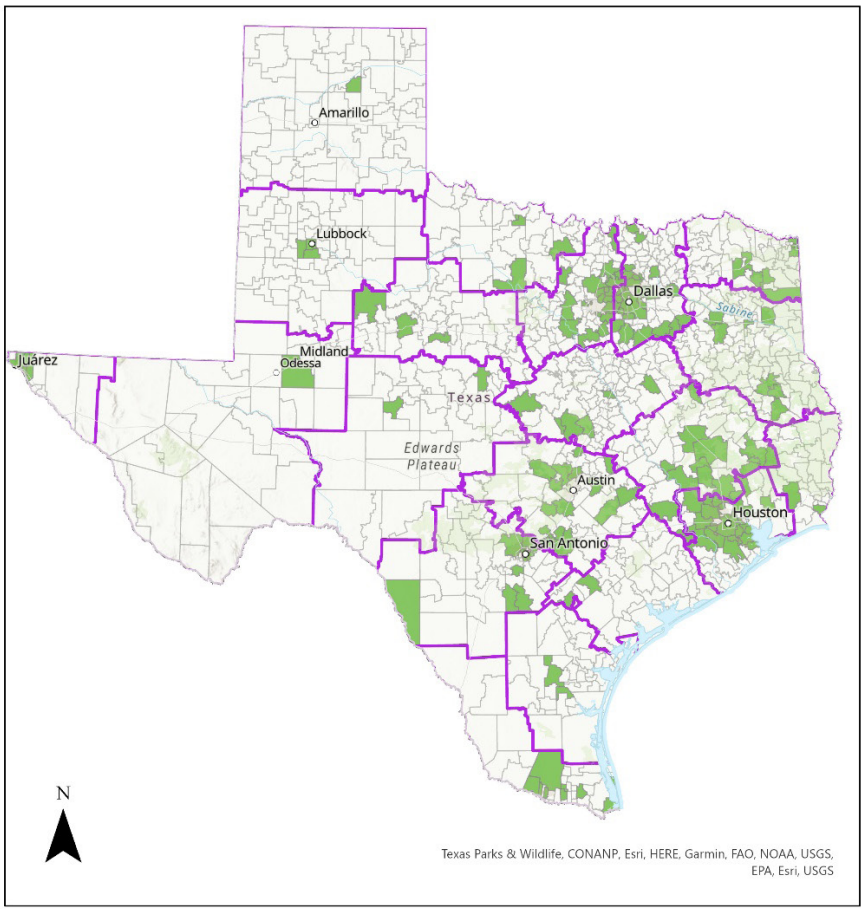 Amarillo
Lubbock
Dallas
Sabine
Juárez
Midland
Odessa
Texas
Edwards
Plateau
Austin
Houston
San Antonio
N
Texas Parks & Wildlife, CONANP, Esri, HERE, Garmin, FAO, NOAA, USGS,
EPA, Esri, USGS